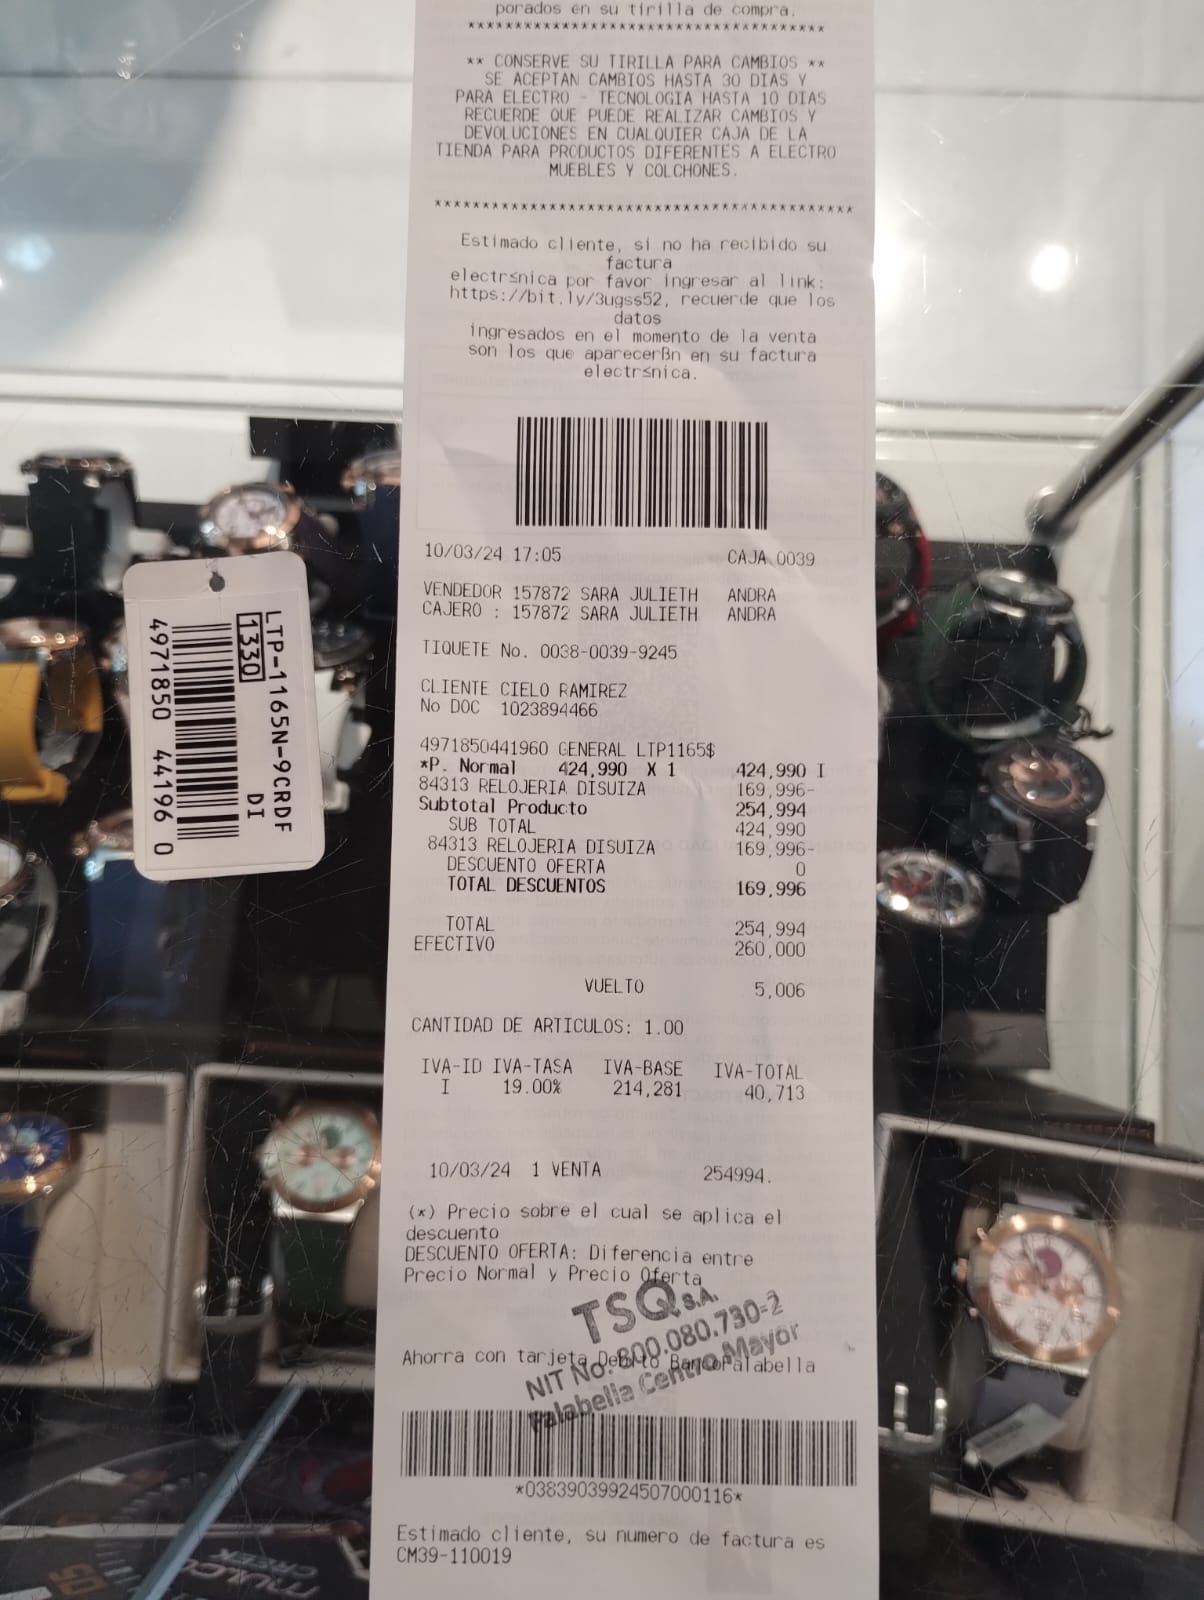 porados en su tirilla de compra.
******************************************
** CONSERVE SU TIRILLA PARA CAMBIOS **
SE ACEPTAN CAMBIOS HASTA 30 DIAS Y
PARA ELECTRO - TECNOLOGIA HASTA 10 DIAS
RECUERDE QUE PUEDE REALIZAR CAMBIOS Y
DEVOLUCIONES EN CUALQUIER CAJA DE LA
TIENDA PARA PRODUCTOS DIFERENTES A ELECTRO
MUEBLES Y COLCHONES.
*********************************************
Estimado cliente, si no ha recibido su
factura
electr≤nica por favor ingresar al link:
https://bit.ly/3ugss52, recuerde que los
datos
ingresados en el momento de la venta
son los que aparecerßn en su factura
electr≤nica.
10/03/24 17:05 CAJA 0039
VENDEDOR 157872 SARA JULIETH ANDRA
CAJERO : 157872 SARA JULIETH ANDRA
TIQUETE No. 0038-0039-9245
CLIENTE CIELO RAMIREZ
No DOC 1023894466
4971850441960 GENERAL LTP1165$
*P. Normal 424,990 X 1 424,990 I
84313 RELOJERIA DISUIZA 169,996-
Subtotal Producto 254,994
SUB TOTAL 424,990
84313 RELOJERIA DISUIZA 169,996-
DESCUENTO OFERTA 0
TOTAL DESCUENTOS 169,996
TOTAL 254,994
EFECTIVO 260,000
VUELTO 5,006
CANTIDAD DE ARTICULOS: 1.00
IVA-ID IVA-TASA IVA-BASE IVA-TOTAL
I 19.00% 214,281 40,713
10/03/24 1 VENTA 254994.
(*) Precio sobre el cual se aplica el
descuento
DESCUENTO OFERTA: Diferencia entre
Precio Normal y Precio Oferta
TSQ S.A.
NIT No. 800.080.730-2
Falabella Centro Mayor
Ahorra con tarjeta Debito Banco Falabella
*03839039924507000116*
Estimado cliente, su numero de factura es
CM39-110019
LTP-1165N-9CRDF
1330 DI
4971850 44196 0
MULCO
CREEK